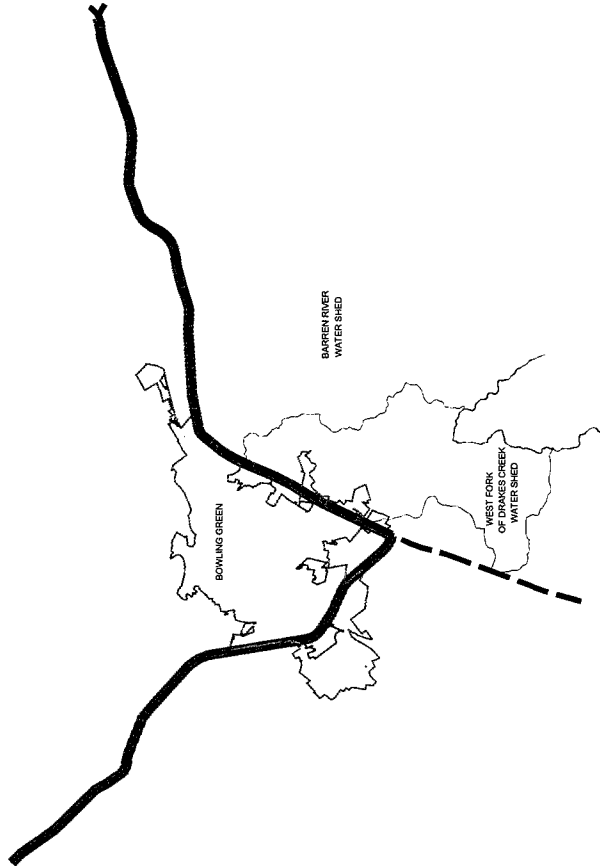 BOWLING GREEN
BARREN RIVER
WATER SHED
WEST FORK
OF DRAKES CREEK
WATER SHED